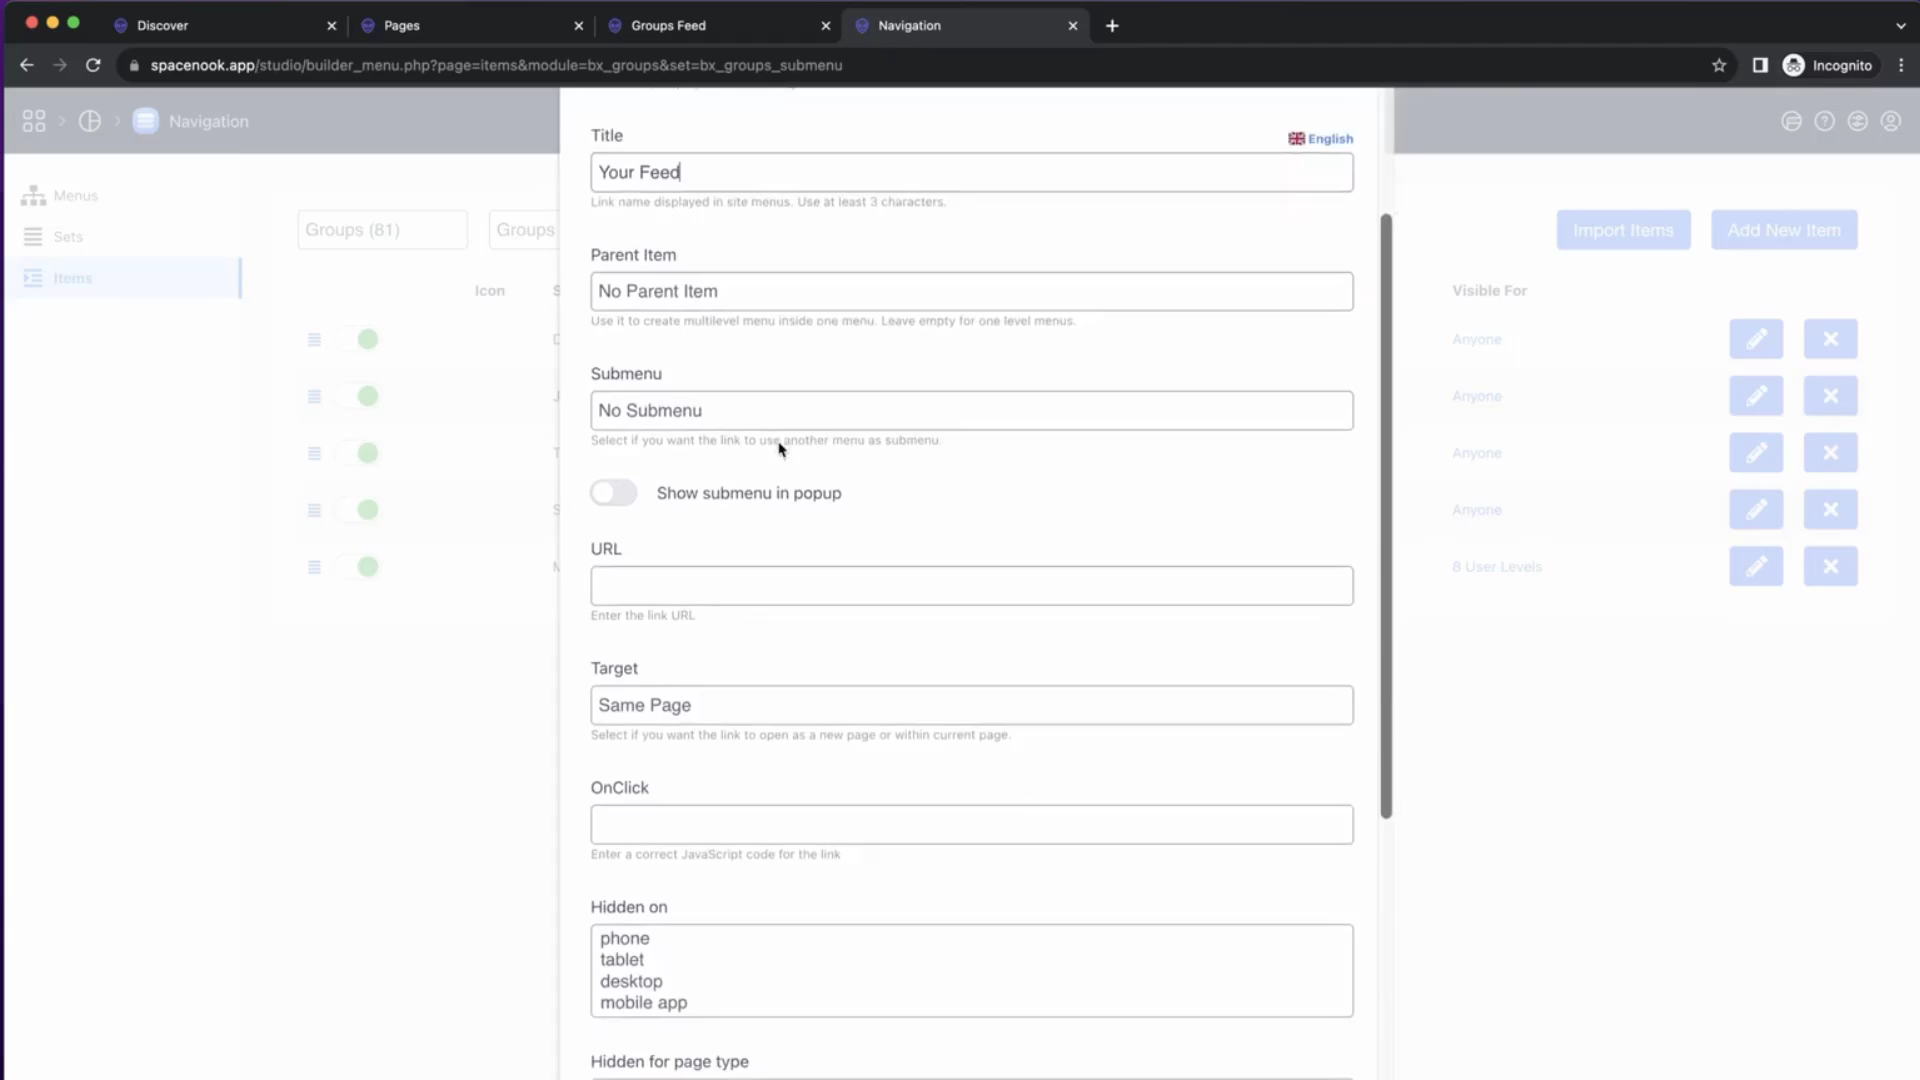 Discover
Pages
Groups Feed
Navigation
spacenook.app/studio/builder_menu.php?page=items&module=bx_groups&set=bx_groups_submenu
Incognito
Navigation
Menus
Sets
Items
Groups (81)
Groups
Import Items
Add New Item
Icon
Visible For
Anyone
Anyone
Anyone
Anyone
8 User Levels
Title
English
Your Feed
Link name displayed in site menus. Use at least 3 characters.
Parent Item
No Parent Item
Use it to create multilevel menu inside one menu. Leave empty for one level menus.
Submenu
No Submenu
Select if you want the link to use another menu as submenu.
Show submenu in popup
URL
Enter the link URL
Target
Same Page
Select if you want the link to open as a new page or within current page.
OnClick
Enter a correct JavaScript code for the link
Hidden on
phone
tablet
desktop
mobile app
Hidden for page type